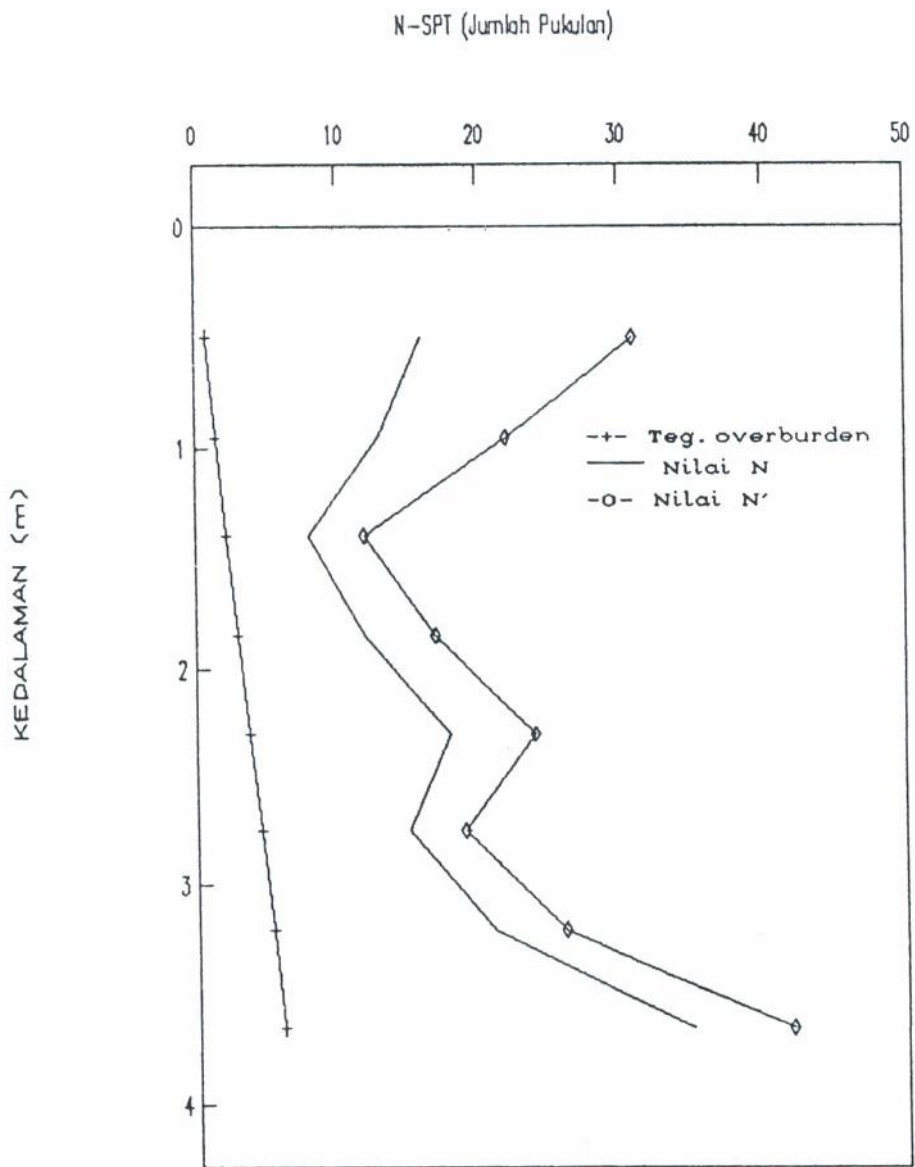 N-SPT (Jumlah Pukulan)
0 10 20 30 40 50
0
1
2
3
4
KEDALAMAN (m)
-+- Teg. overburden
Nilai N
-o- Nilai N'